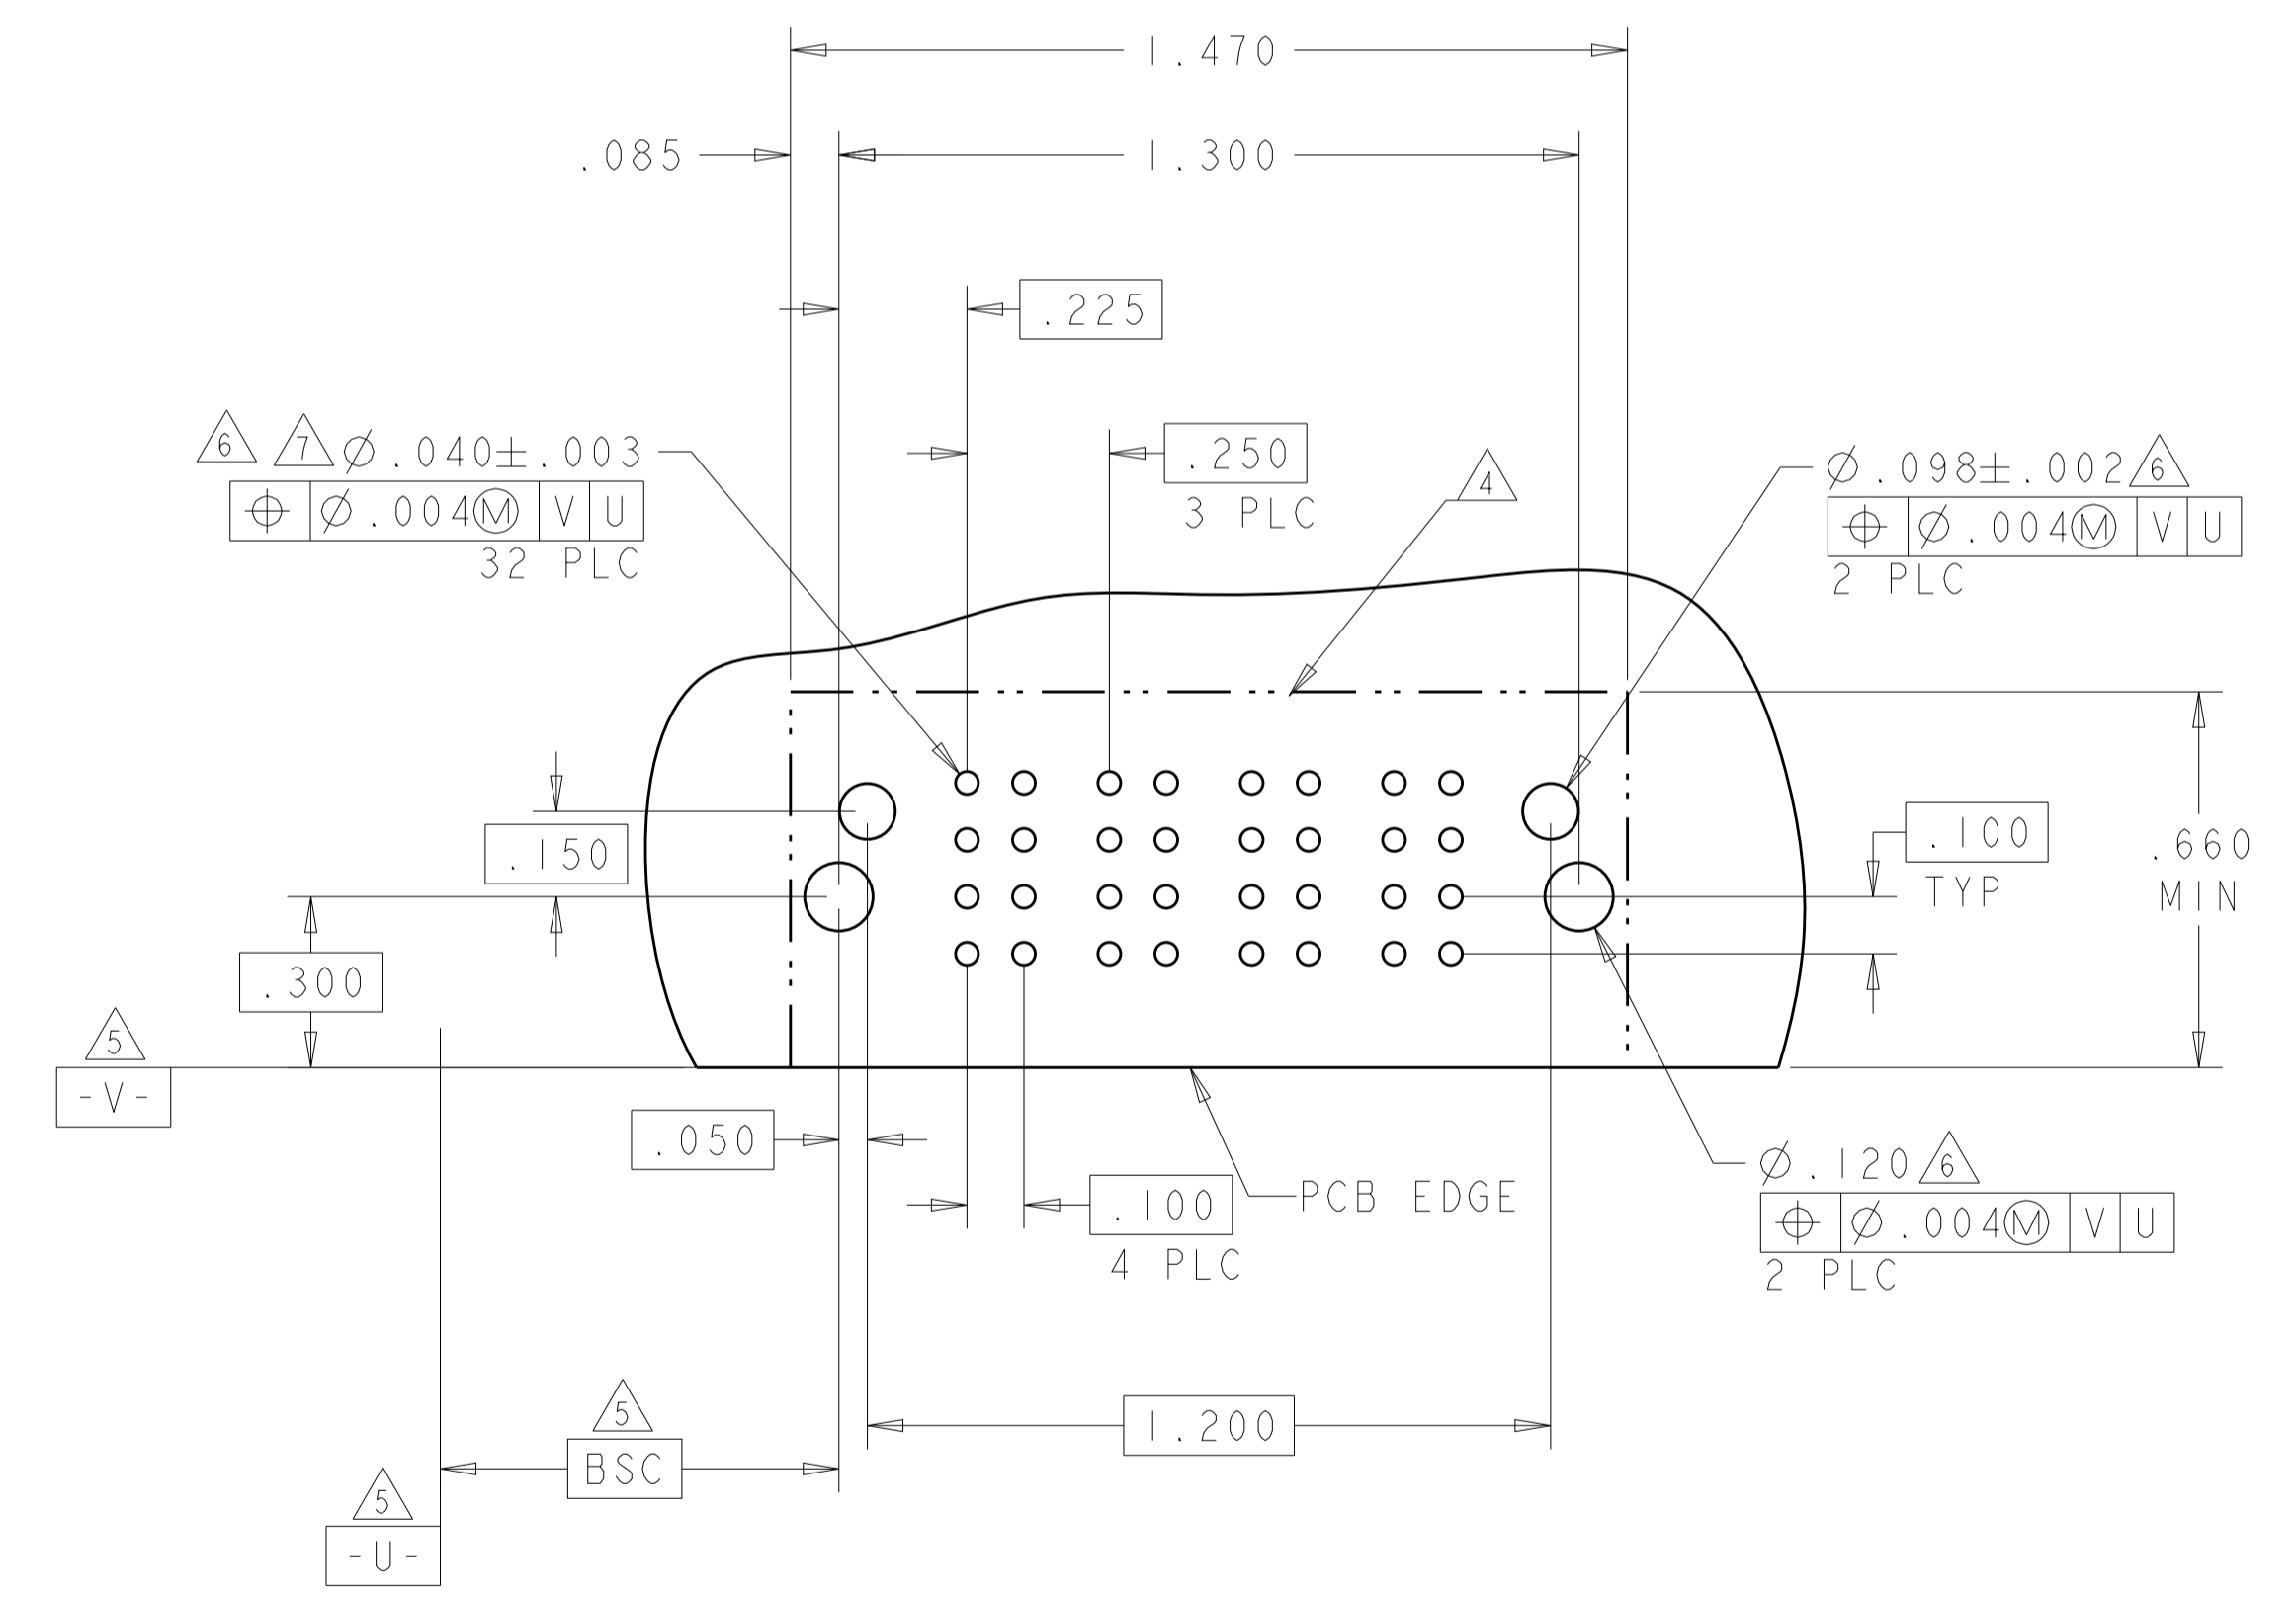 1.470
.085
1.300
.225
.250
3 PLC
6 7 Ø.040±.003
⌖ Ø.004Ⓜ V U
32 PLC
4
Ø.098±.002 6
⌖ Ø.004Ⓜ V U
2 PLC
.150
.100
TYP
.660
MIN
.300
5
-V-
.050
.100
4 PLC
PCB EDGE
Ø.120 6
⌖ Ø.004Ⓜ V U
2 PLC
5
BSC
1.200
5
-U-